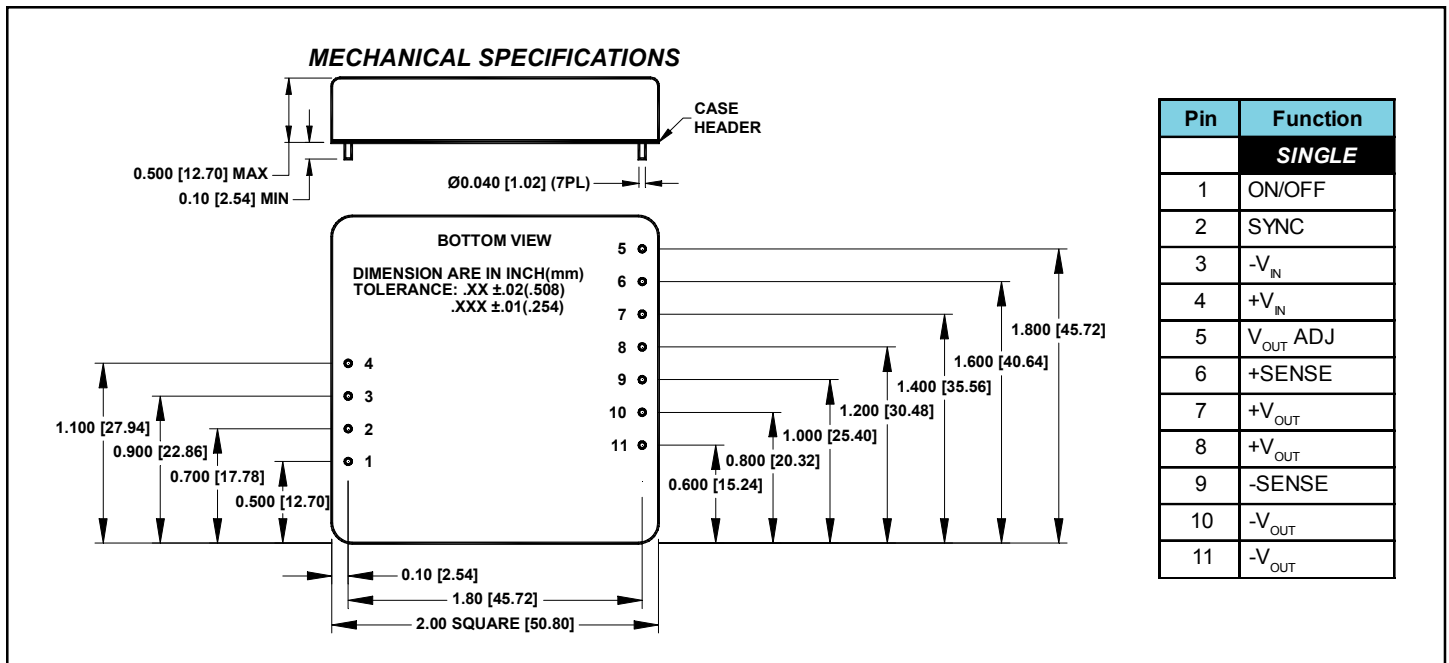 MECHANICAL SPECIFICATIONS
CASE
HEADER
0.500 [12.70] MAX
0.10 [2.54] MIN
Ø0.040 [1.02] (7PL)
BOTTOM VIEW
DIMENSION ARE IN INCH(mm)
TOLERANCE: .XX ±.02(.508)
.XXX ±.01(.254)
5
6
7
8
9
10
11
4
3
2
1
1.100 [27.94]
0.900 [22.86]
0.700 [17.78]
0.500 [12.70]
1.800 [45.72]
1.600 [40.64]
1.400 [35.56]
1.200 [30.48]
1.000 [25.40]
0.800 [20.32]
0.600 [15.24]
0.10 [2.54]
1.80 [45.72]
2.00 SQUARE [50.80]
Pin Function
SINGLE
1 ON/OFF
2 SYNC
3 -VIN
4 +VIN
5 VOUT ADJ
6 +SENSE
7 +VOUT
8 +VOUT
9 -SENSE
10 -VOUT
11 -VOUT